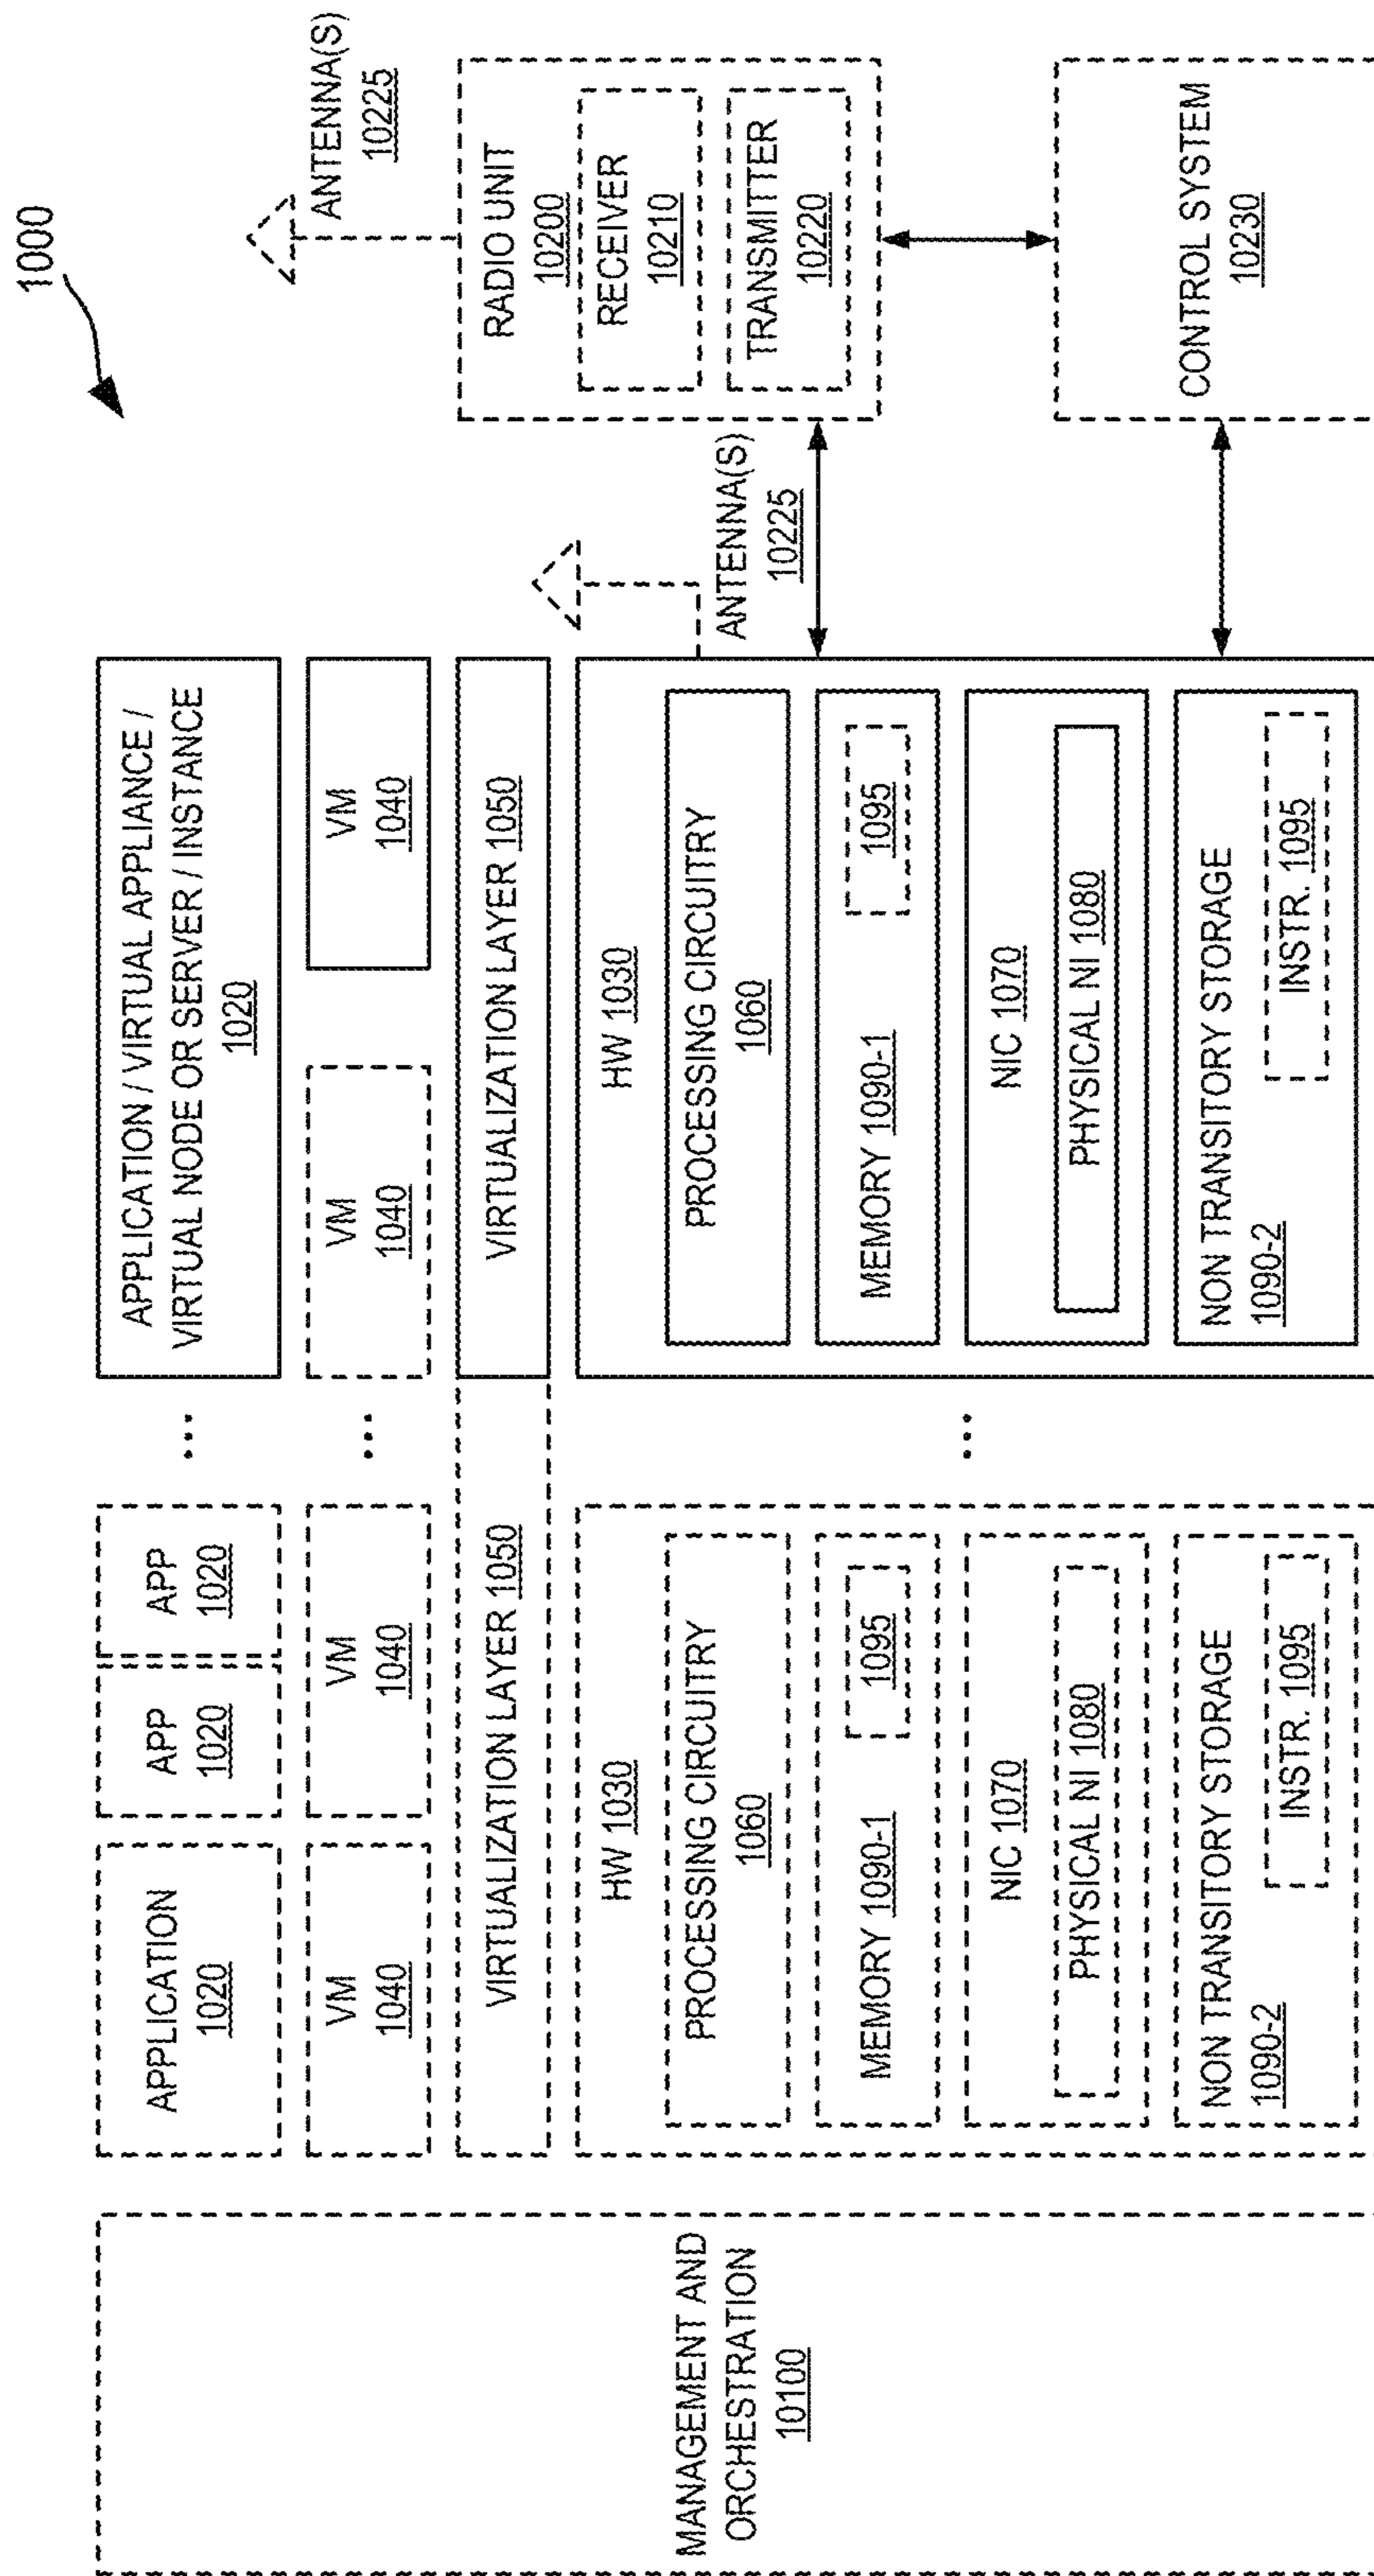 1000
MANAGEMENT AND
ORCHESTRATION
10100
APPLICATION
1020
APP
1020
APP
1020
...
APPLICATION / VIRTUAL APPLIANCE /
VIRTUAL NODE OR SERVER / INSTANCE
1020
VM
1040
VM
1040
...
VM
1040
VM
1040
VIRTUALIZATION LAYER 1050
VIRTUALIZATION LAYER 1050
HW 1030
PROCESSING CIRCUITRY
1060
MEMORY 1090-1
1095
NIC 1070
PHYSICAL NI 1080
NON TRANSITORY STORAGE
1090-2
INSTR. 1095
...
HW 1030
PROCESSING CIRCUITRY
1060
MEMORY 1090-1
1095
NIC 1070
PHYSICAL NI 1080
NON TRANSITORY STORAGE
1090-2
INSTR. 1095
ANTENNA(S)
10225
ANTENNA(S)
10225
RADIO UNIT
10200
RECEIVER
10210
TRANSMITTER
10220
CONTROL SYSTEM
10230